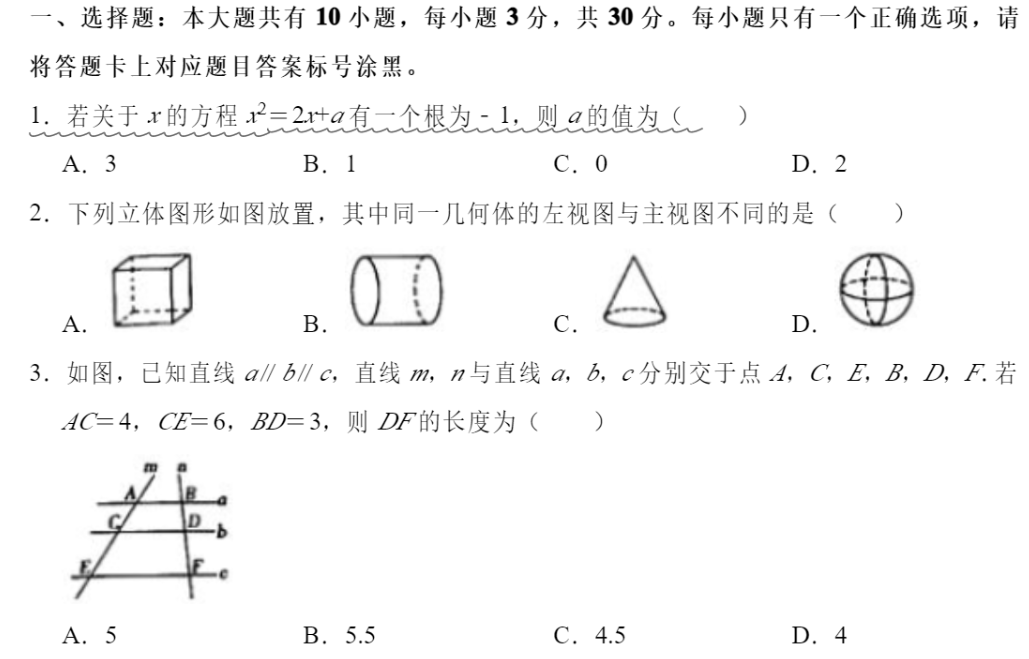 一、选择题：本大题共有 10 小题，每小题 3 分，共 30 分。每小题只有一个正确选项，请
将答题卡上对应题目答案标号涂黑。
1．若关于 x 的方程 x²＝2x+a 有一个根为﹣1，则 a 的值为（　　）
A．3　B．1　C．0　D．2
2．下列立体图形如图放置，其中同一几何体的左视图与主视图不同的是（　　）
A．　B．　C．　D．
3．如图，已知直线 a∥b∥c，直线 m，n 与直线 a，b，c 分别交于点 A，C，E，B，D，F. 若
AC＝4，CE＝6，BD＝3，则 DF 的长度为（　　）
m n
A B a
C D b
E F c
A．5　B．5.5　C．4.5　D．4